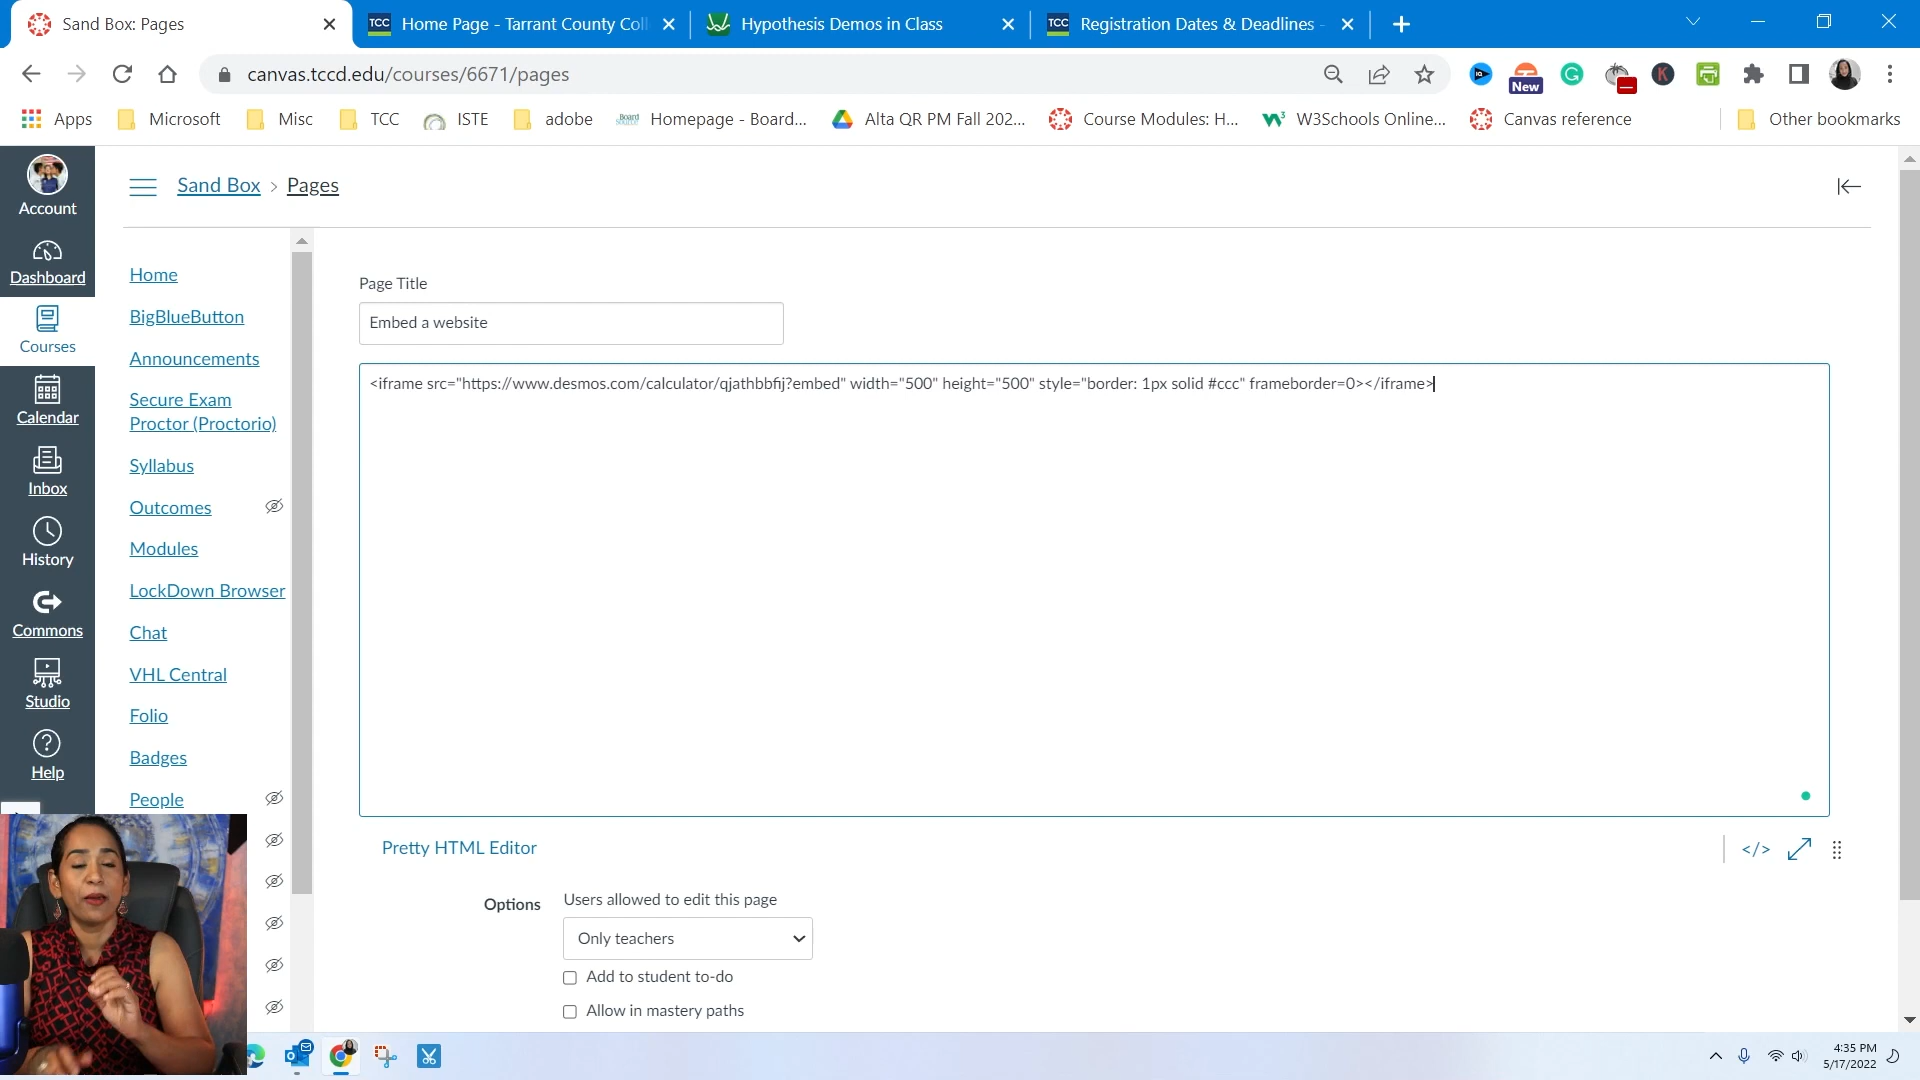 Sand Box: Pages
Home Page - Tarrant County Coll
Hypothesis Demos in Class
Registration Dates & Deadlines -
canvas.tccd.edu/courses/6671/pages
New
Apps
Microsoft
Misc
TCC
ISTE
adobe
Homepage - Board...
Alta QR PM Fall 202...
Course Modules: H...
W3Schools Online...
Canvas reference
Other bookmarks
Account
Dashboard
Courses
Calendar
Inbox
History
Commons
Studio
Help
Sand Box > Pages
Home
BigBlueButton
Announcements
Secure Exam
Proctor (Proctorio)
Syllabus
Outcomes
Modules
LockDown Browser
Chat
VHL Central
Folio
Badges
People
Page Title
Embed a website
<iframe src="https://www.desmos.com/calculator/qjathbbfij?embed" width="500" height="500" style="border: 1px solid #ccc" frameborder=0></iframe>
Pretty HTML Editor
</>
Options
Users allowed to edit this page
Only teachers
Add to student to-do
Allow in mastery paths
4:35 PM
5/17/2022